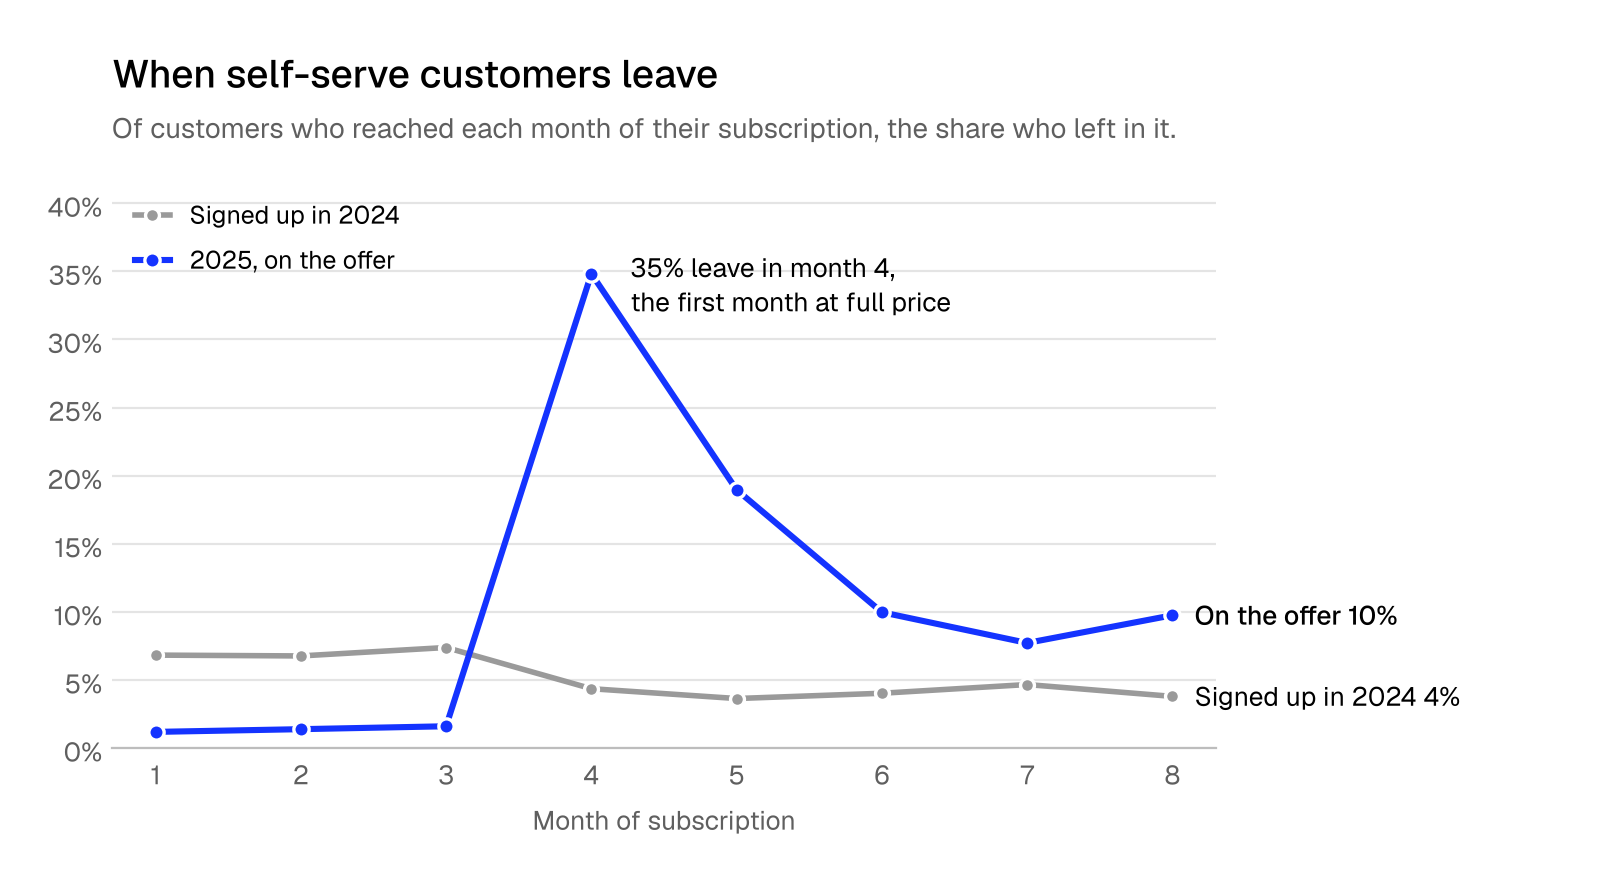 When self-serve customers leave
Of customers who reached each month of their subscription, the share who left in it.
40%
Signed up in 2024
2025, on the offer
35% leave in month 4,
35%
the first month at full price
30%
25%
20%
15%
10%
On the offer 10%
5%
Signed up in 2024 4%
0%
1 2 3 4 5 6 7 8
Month of subscription